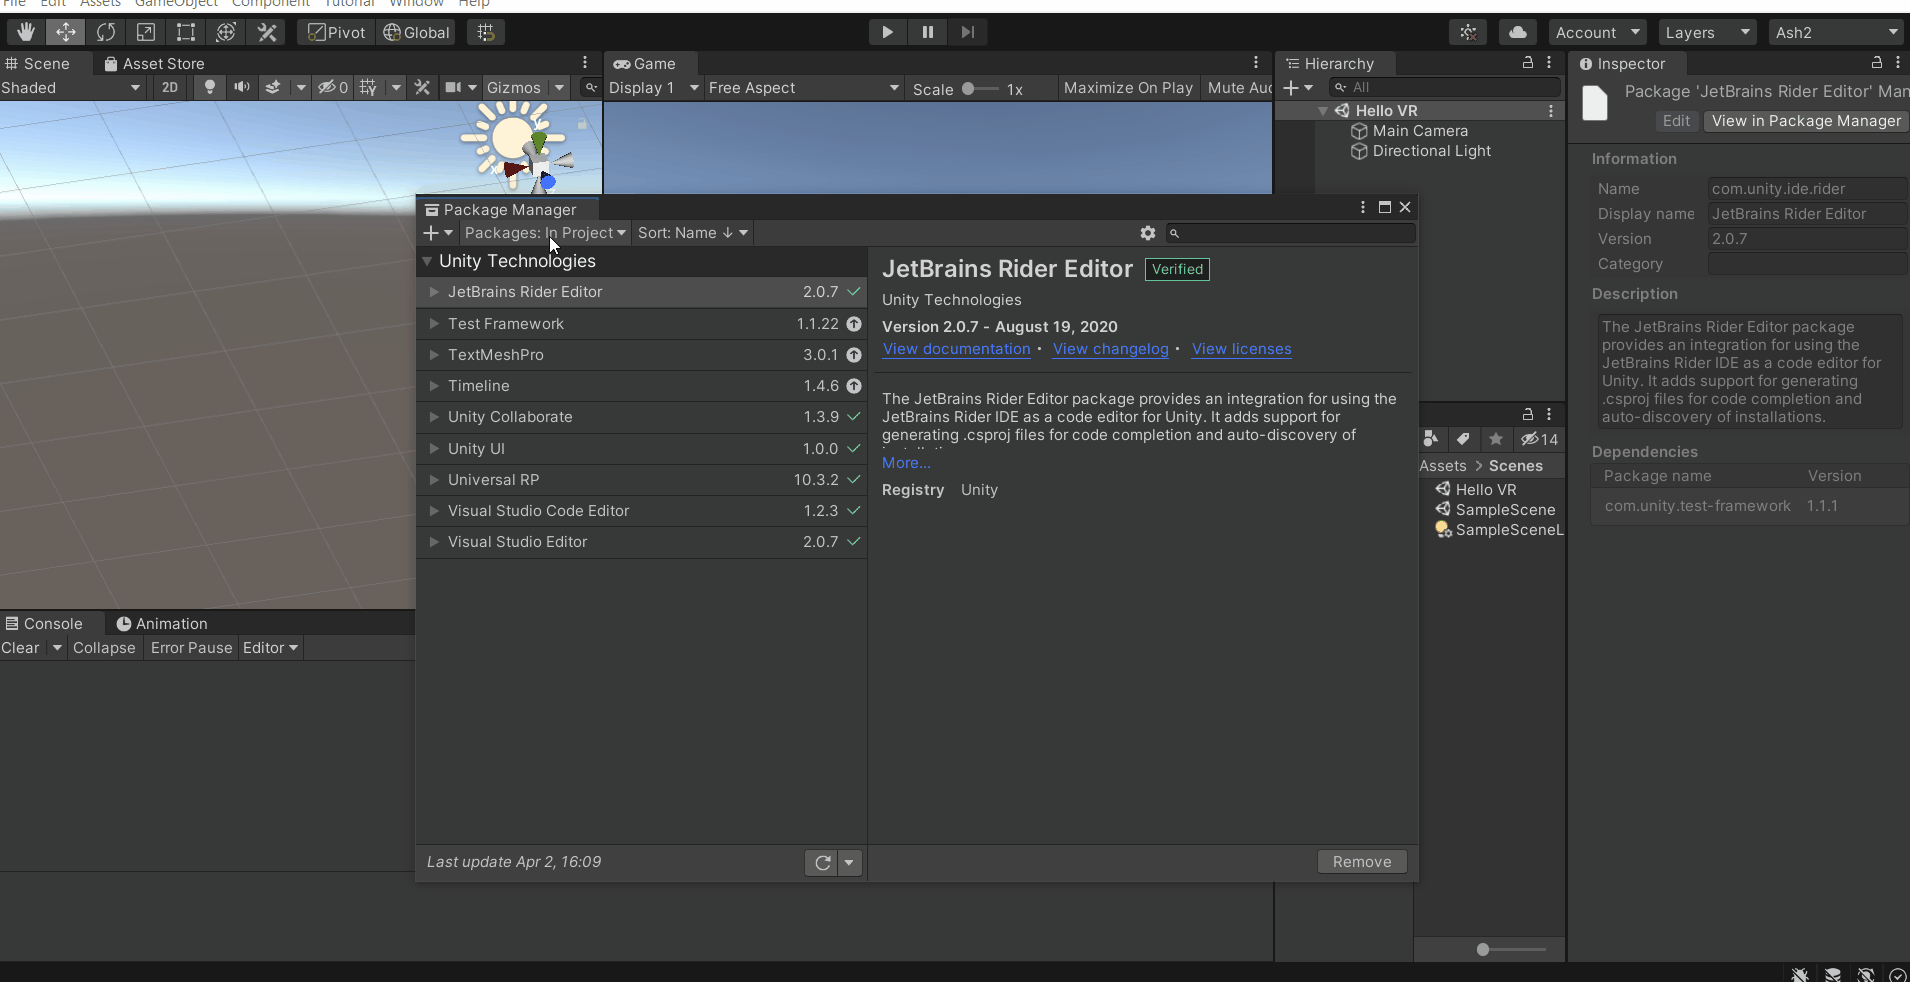 File Edit Assets GameObject Component Tutorial Window Help
Pivot Global Account Layers Ash2
Scene Asset Store
Shaded 2D 0 Gizmos
Game
Display 1 Free Aspect Scale 1x Maximize On Play Mute Auc
Hierarchy
All
Hello VR
Main Camera
Directional Light
Inspector
Package 'JetBrains Rider Editor' Man
Edit View in Package Manager
Information
Name com.unity.ide.rider
Display name JetBrains Rider Editor
Version 2.0.7
Category
Description
The JetBrains Rider Editor package
provides an integration for using the
JetBrains Rider IDE as a code editor for
Unity. It adds support for generating
.csproj files for code completion and
auto-discovery of installations.
Dependencies
Package name Version
com.unity.test-framework 1.1.1
Package Manager
Packages: In Project Sort: Name ↓
Unity Technologies
JetBrains Rider Editor 2.0.7
Test Framework 1.1.22
TextMeshPro 3.0.1
Timeline 1.4.6
Unity Collaborate 1.3.9
Unity UI 1.0.0
Universal RP 10.3.2
Visual Studio Code Editor 1.2.3
Visual Studio Editor 2.0.7
Last update Apr 2, 16:09
JetBrains Rider Editor Verified
Unity Technologies
Version 2.0.7 - August 19, 2020
View documentation • View changelog • View licenses
The JetBrains Rider Editor package provides an integration for using the
JetBrains Rider IDE as a code editor for Unity. It adds support for
generating .csproj files for code completion and auto-discovery of
More...
Registry Unity
Remove
14
Assets > Scenes
Hello VR
SampleScene
SampleSceneL
Console Animation
Clear Collapse Error Pause Editor